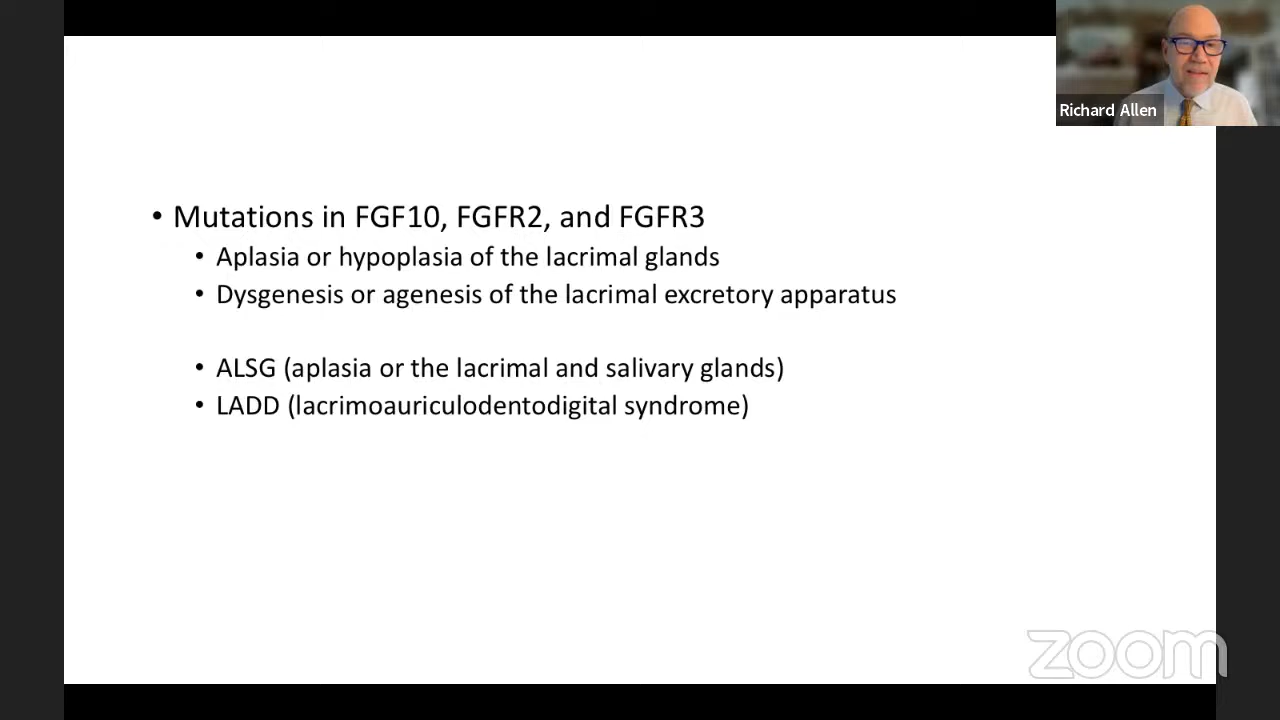 Richard Allen
• Mutations in FGF10, FGFR2, and FGFR3
• Aplasia or hypoplasia of the lacrimal glands
• Dysgenesis or agenesis of the lacrimal excretory apparatus
• ALSG (aplasia or the lacrimal and salivary glands)
• LADD (lacrimoauriculodentodigital syndrome)
zoom